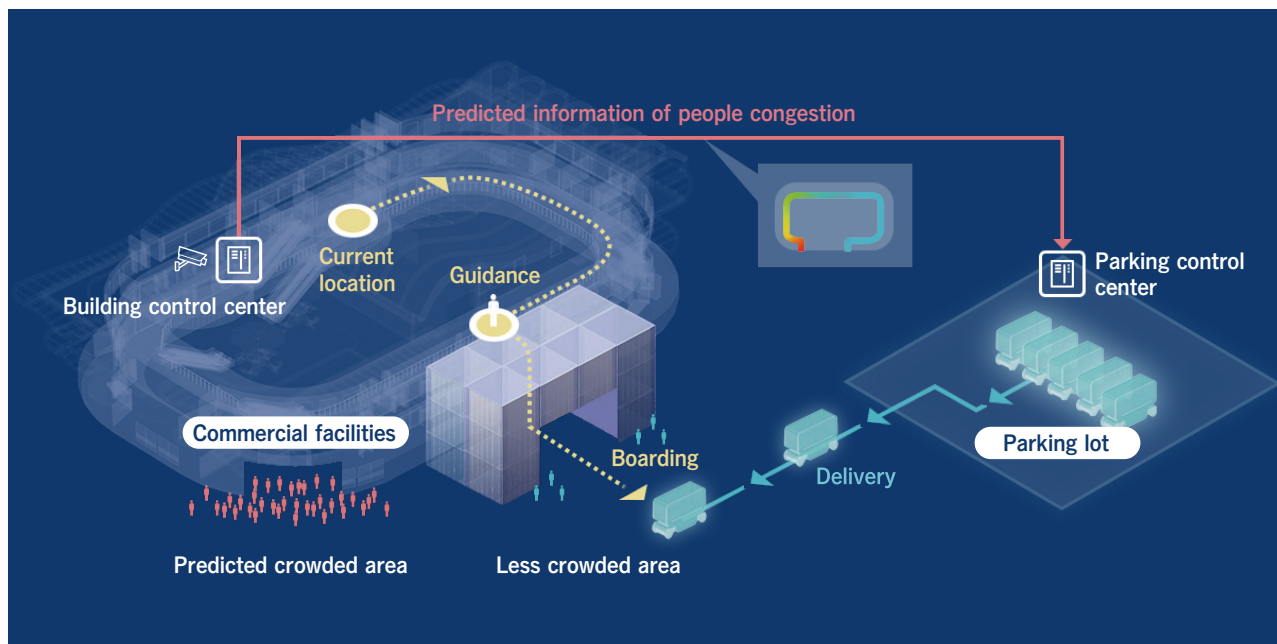 Predicted information of people congestion
Current
location
Guidance
Building control center
Parking control
center
Commercial facilities
Boarding
Delivery
Parking lot
Predicted crowded area
Less crowded area